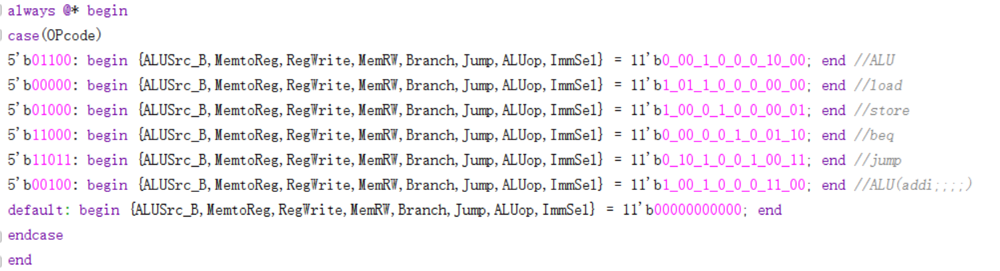 always @* begin
case(OPcode)
5'b01100: begin {ALUSrc_B,MemtoReg,RegWrite,MemRW,Branch,Jump,ALUop,ImmSel} = 11'b0_00_1_0_0_0_10_00; end //ALU
5'b00000: begin {ALUSrc_B,MemtoReg,RegWrite,MemRW,Branch,Jump,ALUop,ImmSel} = 11'b1_01_1_0_0_0_00_00; end //load
5'b01000: begin {ALUSrc_B,MemtoReg,RegWrite,MemRW,Branch,Jump,ALUop,ImmSel} = 11'b1_00_0_1_0_0_00_01; end //store
5'b11000: begin {ALUSrc_B,MemtoReg,RegWrite,MemRW,Branch,Jump,ALUop,ImmSel} = 11'b0_00_0_0_1_0_01_10; end //beq
5'b11011: begin {ALUSrc_B,MemtoReg,RegWrite,MemRW,Branch,Jump,ALUop,ImmSel} = 11'b0_10_1_0_0_1_00_11; end //jump
5'b00100: begin {ALUSrc_B,MemtoReg,RegWrite,MemRW,Branch,Jump,ALUop,ImmSel} = 11'b1_00_1_0_0_0_11_00; end //ALU(addi;;;;)
default: begin {ALUSrc_B,MemtoReg,RegWrite,MemRW,Branch,Jump,ALUop,ImmSel} = 11'b00000000000; end
endcase
end